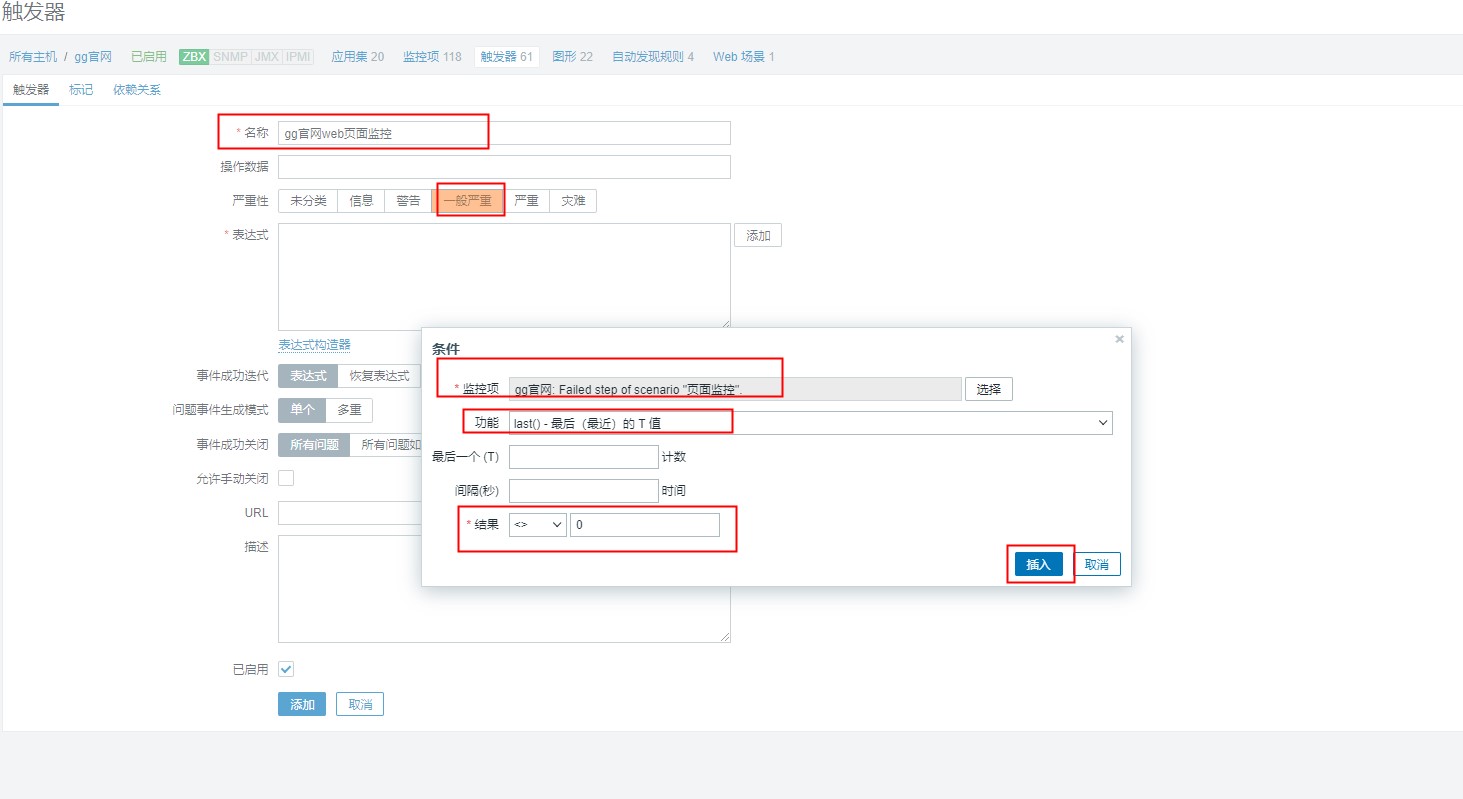 触发器
所有主机 / gg官网 已启用 ZBX SNMP JMX IPMI 应用集 20 监控项 118 触发器 61 图形 22 自动发现规则 4 Web 场景 1
触发器 标记 依赖关系
* 名称 gg官网web页面监控
操作数据
严重性 未分类 信息 警告 一般严重 严重 灾难
* 表达式 添加
表达式构造器
事件成功迭代 表达式 恢复表达式
问题事件生成模式 单个 多重
事件成功关闭 所有问题 所有问题如
允许手动关闭
URL
描述
已启用
添加 取消
条件
* 监控项 gg官网: Failed step of scenario "页面监控". 选择
功能 last() - 最后（最近）的 T 值
最后一个 (T) 计数
间隔(秒) 时间
* 结果 <> 0
插入 取消